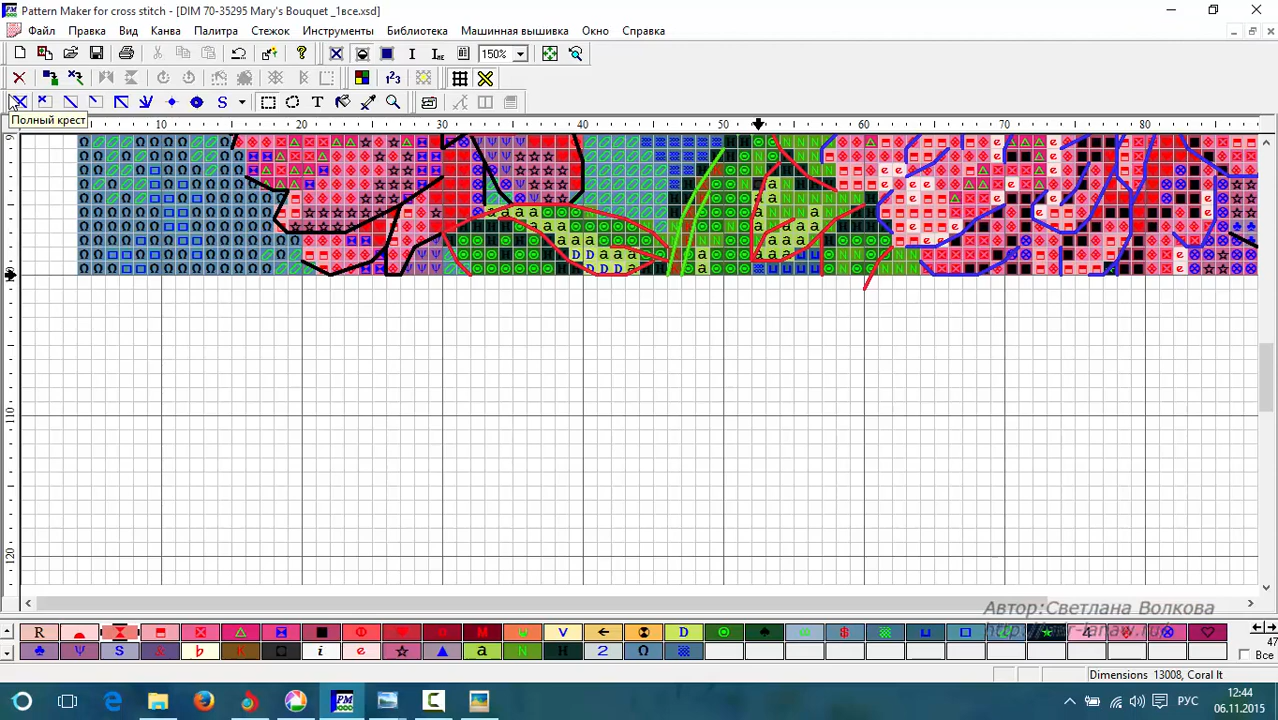 Pattern Maker for cross stitch - [DIM 70-35295 Mary's Bouquet _1все.xsd]
Файл Правка Вид Канва Палитра Стежок Инструменты Библиотека Машинная вышивка Окно Справка
150%
Полный крест
20 30 40 50 60 70 80
110
120
Автор:Светлана Волкова
47
Все
Dimensions 13008, Coral lt
РУС
12:44
06.11.2015